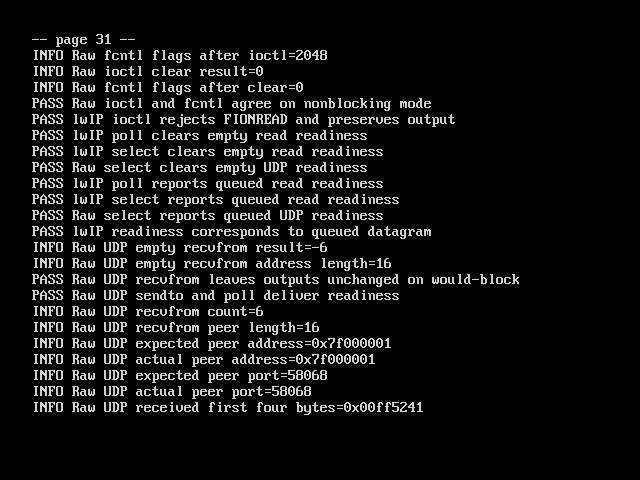 -- page 31 --
INFO Raw fcntl flags after ioctl=2048
INFO Raw ioctl clear result=0
INFO Raw fcntl flags after clear=0
PASS Raw ioctl and fcntl agree on nonblocking mode
PASS lwIP ioctl rejects FIONREAD and preserves output
PASS lwIP poll clears empty read readiness
PASS lwIP select clears empty read readiness
PASS Raw select clears empty UDP readiness
PASS lwIP poll reports queued read readiness
PASS lwIP select reports queued read readiness
PASS Raw select reports queued UDP readiness
PASS lwIP readiness corresponds to queued datagram
INFO Raw UDP empty recvfrom result=-6
INFO Raw UDP empty recvfrom address length=16
PASS Raw UDP recvfrom leaves outputs unchanged on would-block
PASS Raw UDP sendto and poll deliver readiness
INFO Raw UDP recvfrom count=6
INFO Raw UDP recvfrom peer length=16
INFO Raw UDP expected peer address=0x7f000001
INFO Raw UDP actual peer address=0x7f000001
INFO Raw UDP expected peer port=58068
INFO Raw UDP actual peer port=58068
INFO Raw UDP received first four bytes=0x00ff5241